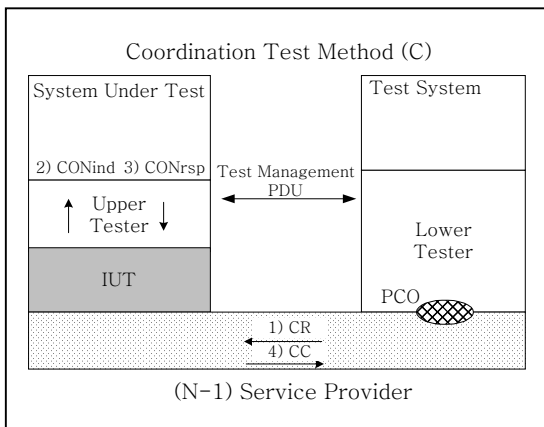 Coordination Test Method (C)
System Under Test
Test System
2) CONind 3) CONrsp
Test Management
PDU
Upper
Tester
Lower
Tester
IUT
PCO
1) CR
4) CC
(N-1) Service Provider